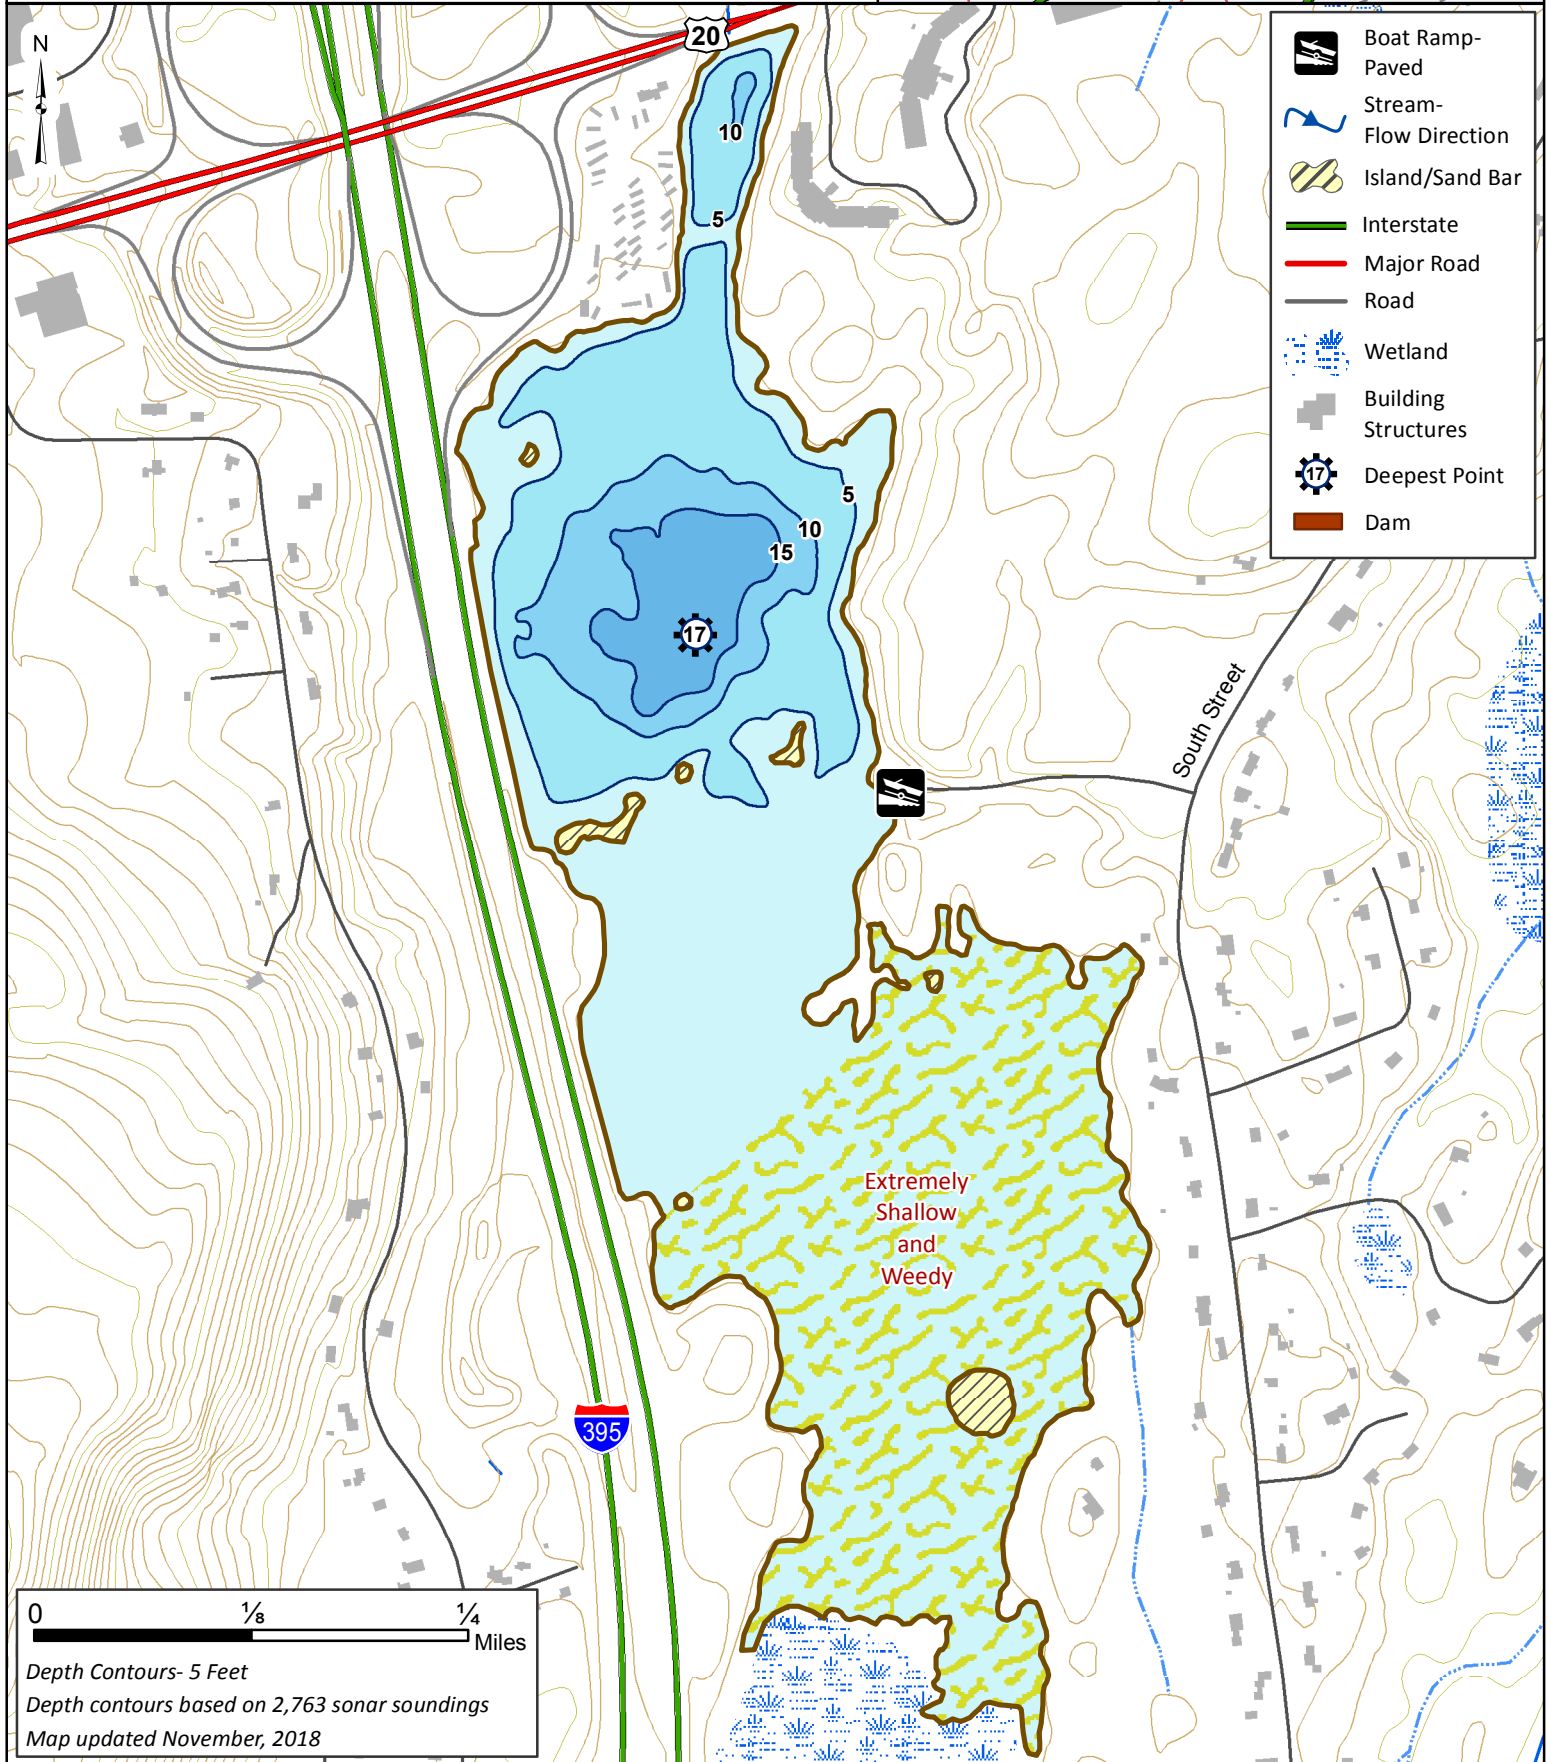 N
20
10
5
5
10
15
17
South Street
Extremely
Shallow
and
Weedy
395
Boat Ramp-
Paved
Stream-
Flow Direction
Island/Sand Bar
Interstate
Major Road
Road
Wetland
Building
Structures
17
Deepest Point
Dam
0 ⅛ ¼
Miles
Depth Contours- 5 Feet
Depth contours based on 2,763 sonar soundings
Map updated November, 2018